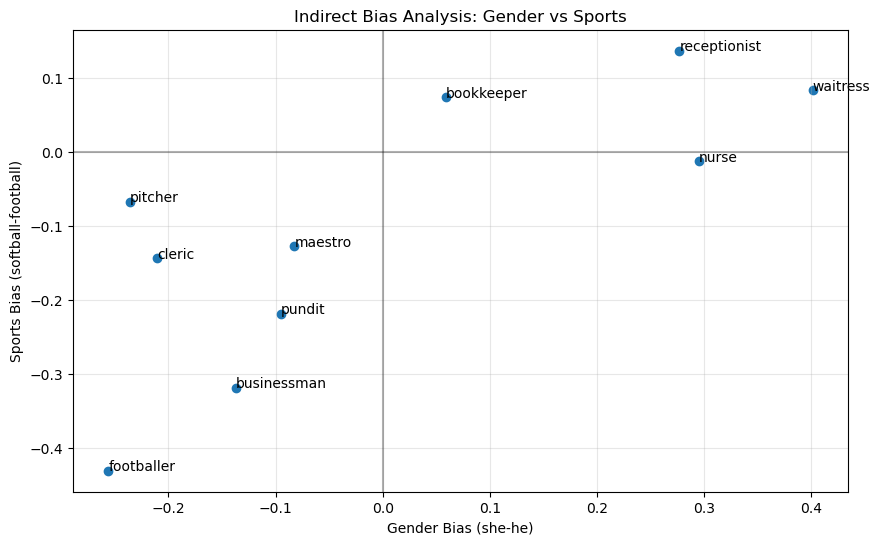 Indirect Bias Analysis: Gender vs Sports
receptionist
waitress
bookkeeper
nurse
pitcher
maestro
cleric
pundit
businessman
footballer
0.1
0.0
−0.1
−0.2
−0.3
−0.4
Sports Bias (softball-football)
−0.2 −0.1 0.0 0.1 0.2 0.3 0.4
Gender Bias (she-he)